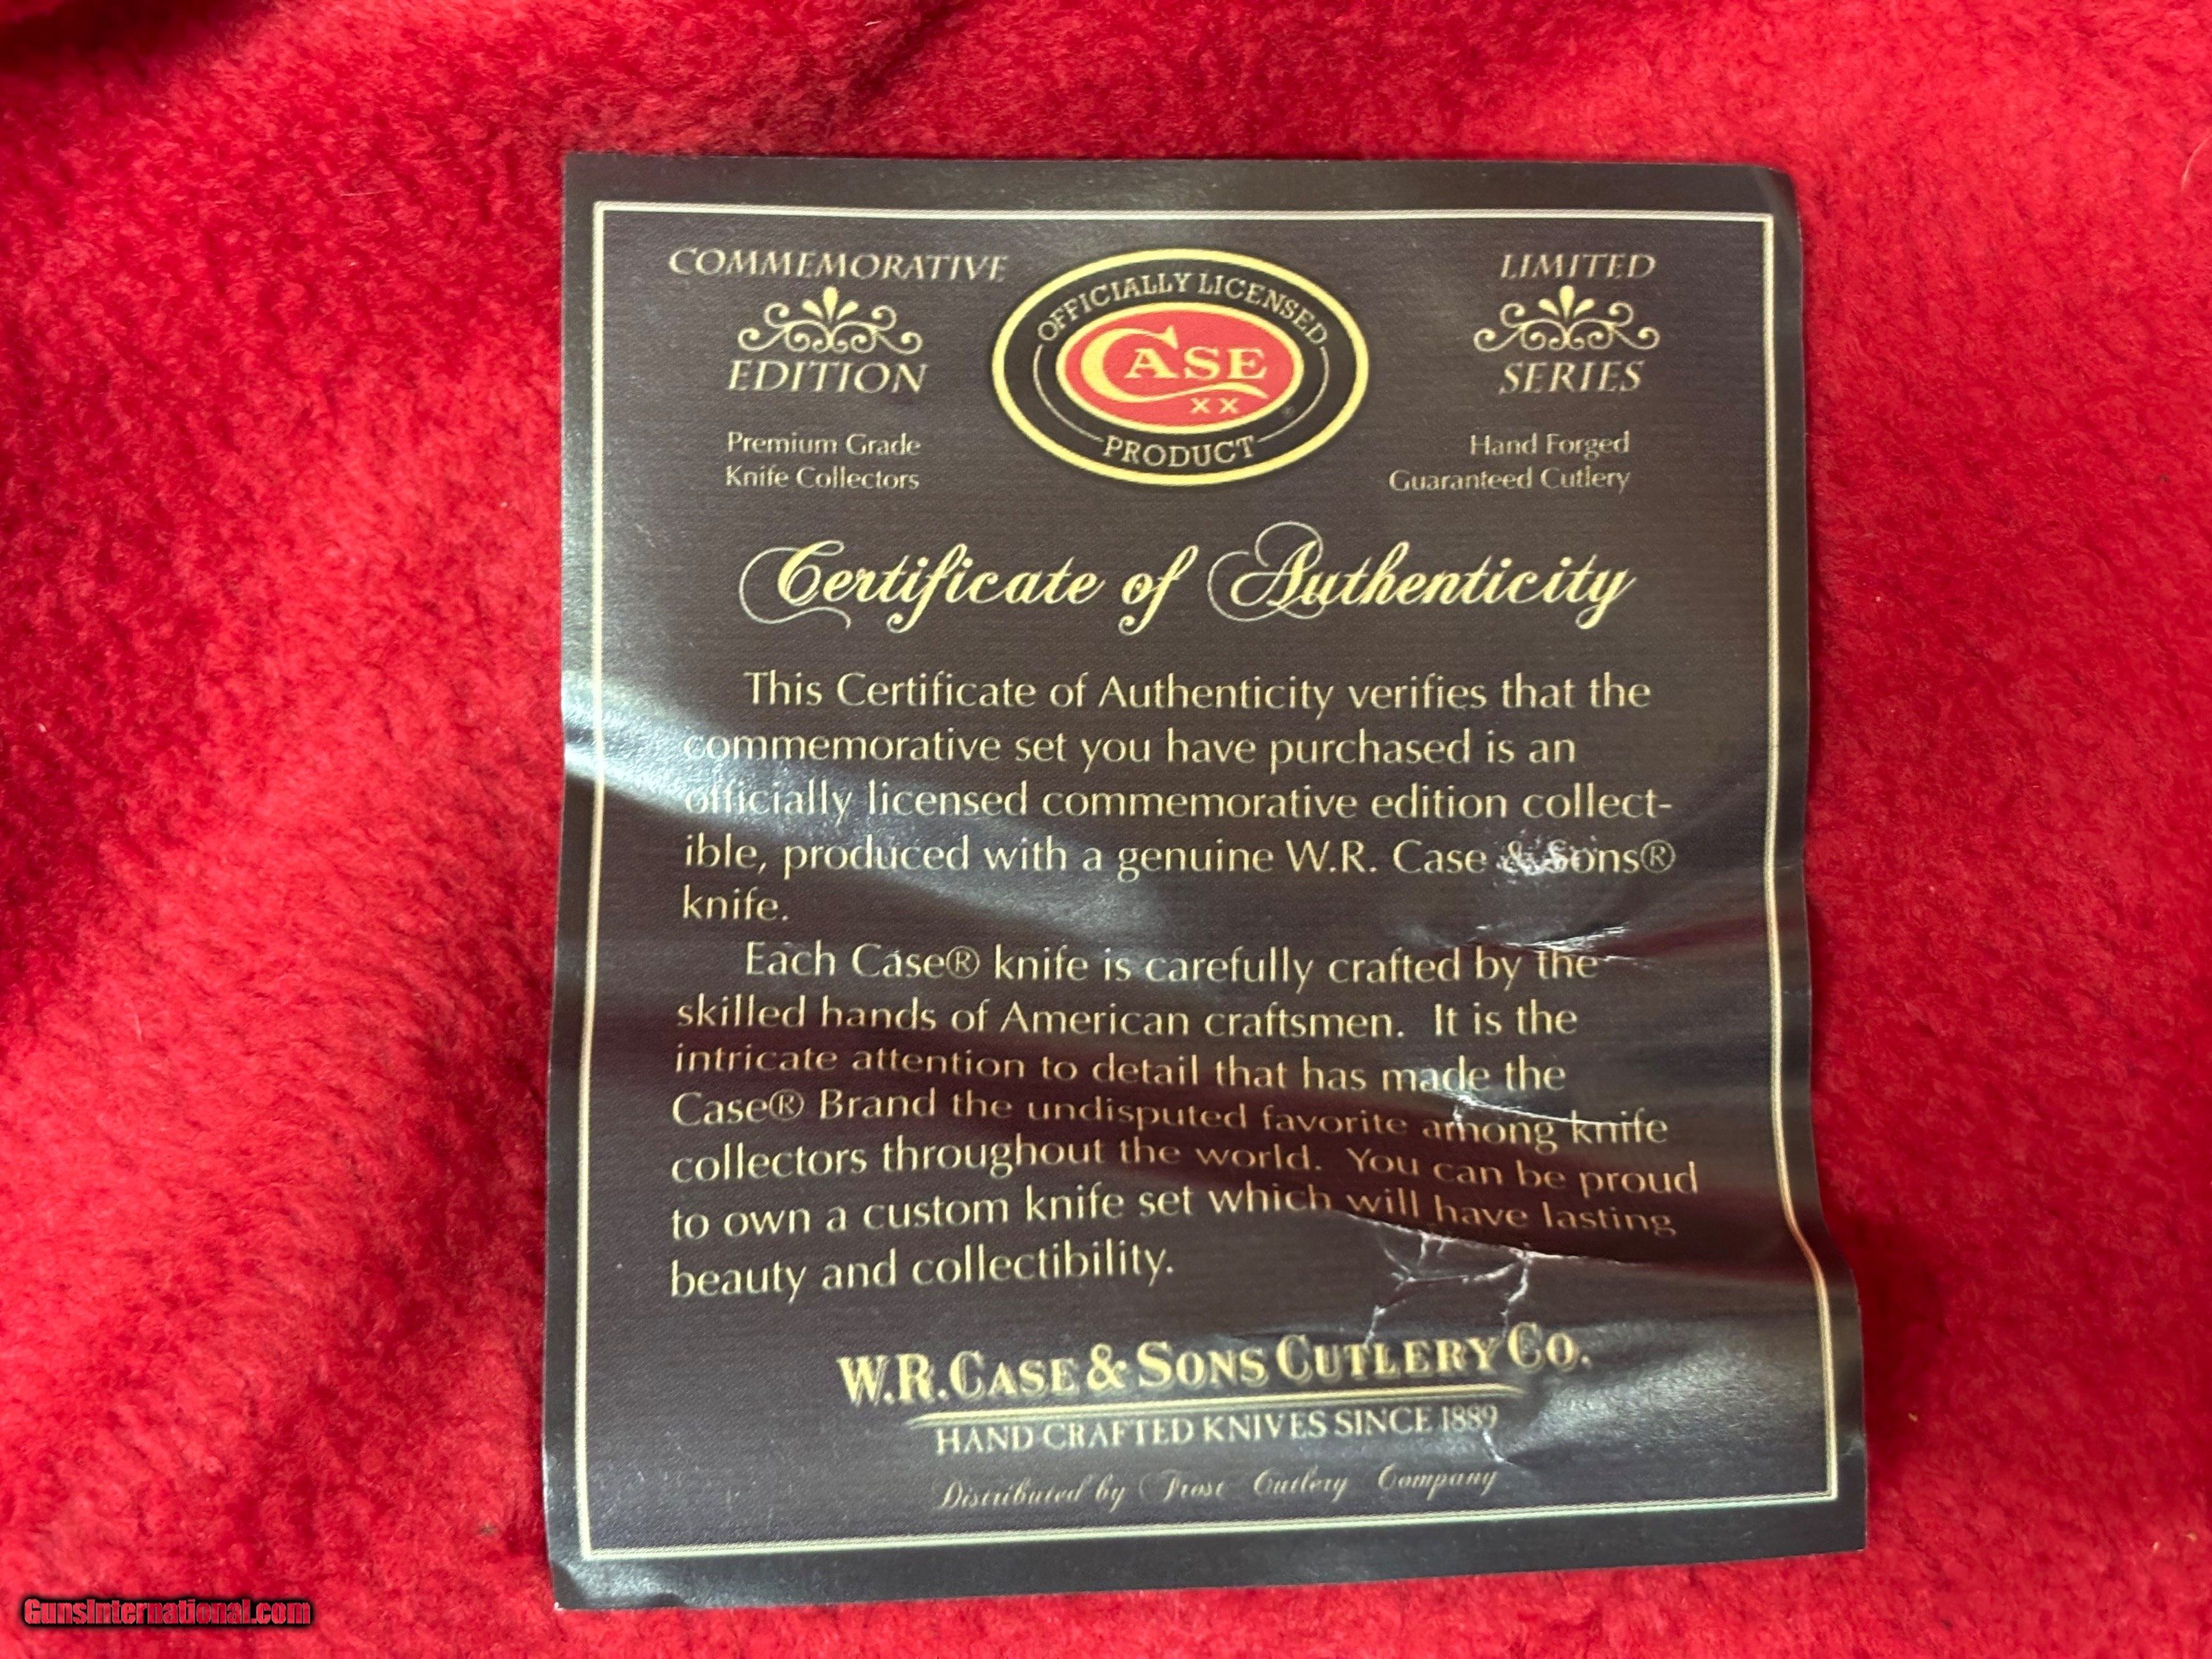 COMMEMORATIVE
EDITION
Premium Grade
Knife Collectors
OFFICIALLY LICENSED
CASE
XX
PRODUCT
LIMITED
SERIES
Hand Forged
Guaranteed Cutlery
Certificate of Authenticity
This Certificate of Authenticity verifies that the
commemorative set you have purchased is an
officially licensed commemorative edition collect-
ible, produced with a genuine W.R. Case & Sons®
knife.
Each Case® knife is carefully crafted by the
skilled hands of American craftsmen. It is the
intricate attention to detail that has made the
Case® Brand the undisputed favorite among knife
collectors throughout the world. You can be proud
to own a custom knife set which will have lasting
beauty and collectibility.
W.R. CASE & SONS CUTLERY CO.
HAND CRAFTED KNIVES SINCE 1889
Distributed by Frost Cutlery Company
GunsInternational.com